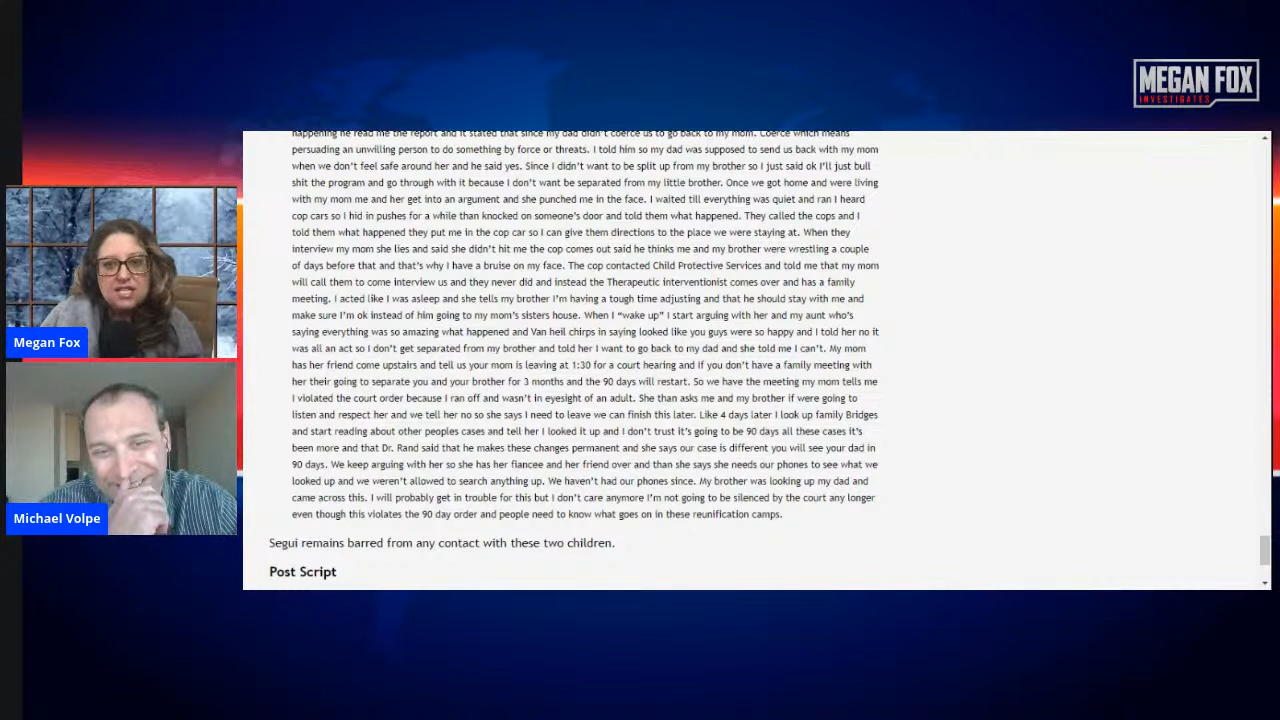 MEGAN FOX
INVESTIGATES
happening he read me the report and it stated that since my dad didn't coerce us to go back to my mom. Coerce which means
persuading an unwilling person to do something by force or threats. I told him so my dad was supposed to send us back with my mom
when we don't feel safe around her and he said yes. Since I didn't want to be split up from my brother so I just said ok I'll just bull
shit the program and go through with it because I don't want be separated from my little brother. Once we got home and were living
with my mom me and her get into an argument and she punched me in the face. I waited till everything was quiet and ran I heard
cop cars so I hid in pushes for a while than knocked on someone's door and told them what happened. They called the cops and I
told them what happened they put me in the cop car so I can give them directions to the place we were staying at. When they
interview my mom she lies and said she didn't hit me the cop comes out said he thinks me and my brother were wrestling a couple
of days before that and that's why I have a bruise on my face. The cop contacted Child Protective Services and told me that my mom
will call them to come interview us and they never did and instead the Therapeutic interventionist comes over and has a family
meeting. I acted like I was asleep and she tells my brother I'm having a tough time adjusting and that he should stay with me and
make sure I'm ok instead of him going to my mom's sisters house. When I "wake up" I start arguing with her and my aunt who's
saying everything was so amazing what happened and Van heil chirps in saying looked like you guys were so happy and I told her no it
was all an act so I don't get separated from my brother and told her I want to go back to my dad and she told me I can't. My mom
has her friend come upstairs and tell us your mom is leaving at 1:30 for a court hearing and if you don't have a family meeting with
her their going to separate you and your brother for 3 months and the 90 days will restart. So we have the meeting my mom tells me
I violated the court order because I ran off and wasn't in eyesight of an adult. She than asks me and my brother if were going to
listen and respect her and we tell her no so she says I need to leave we can finish this later. Like 4 days later I look up family Bridges
and start reading about other peoples cases and tell her I looked it up and I don't trust it's going to be 90 days all these cases it's
been more and that Dr. Rand said that he makes these changes permanent and she says our case is different you will see your dad in
90 days. We keep arguing with her so she has her fiancee and her friend over and than she says she needs our phones to see what we
looked up and we weren't allowed to search anything up. We haven't had our phones since. My brother was looking up my dad and
came across this. I will probably get in trouble for this but I don't care anymore I'm not going to be silenced by the court any longer
even though this violates the 90 day order and people need to know what goes on in these reunification camps.
Segui remains barred from any contact with these two children.
Post Script
Megan Fox
Michael Volpe